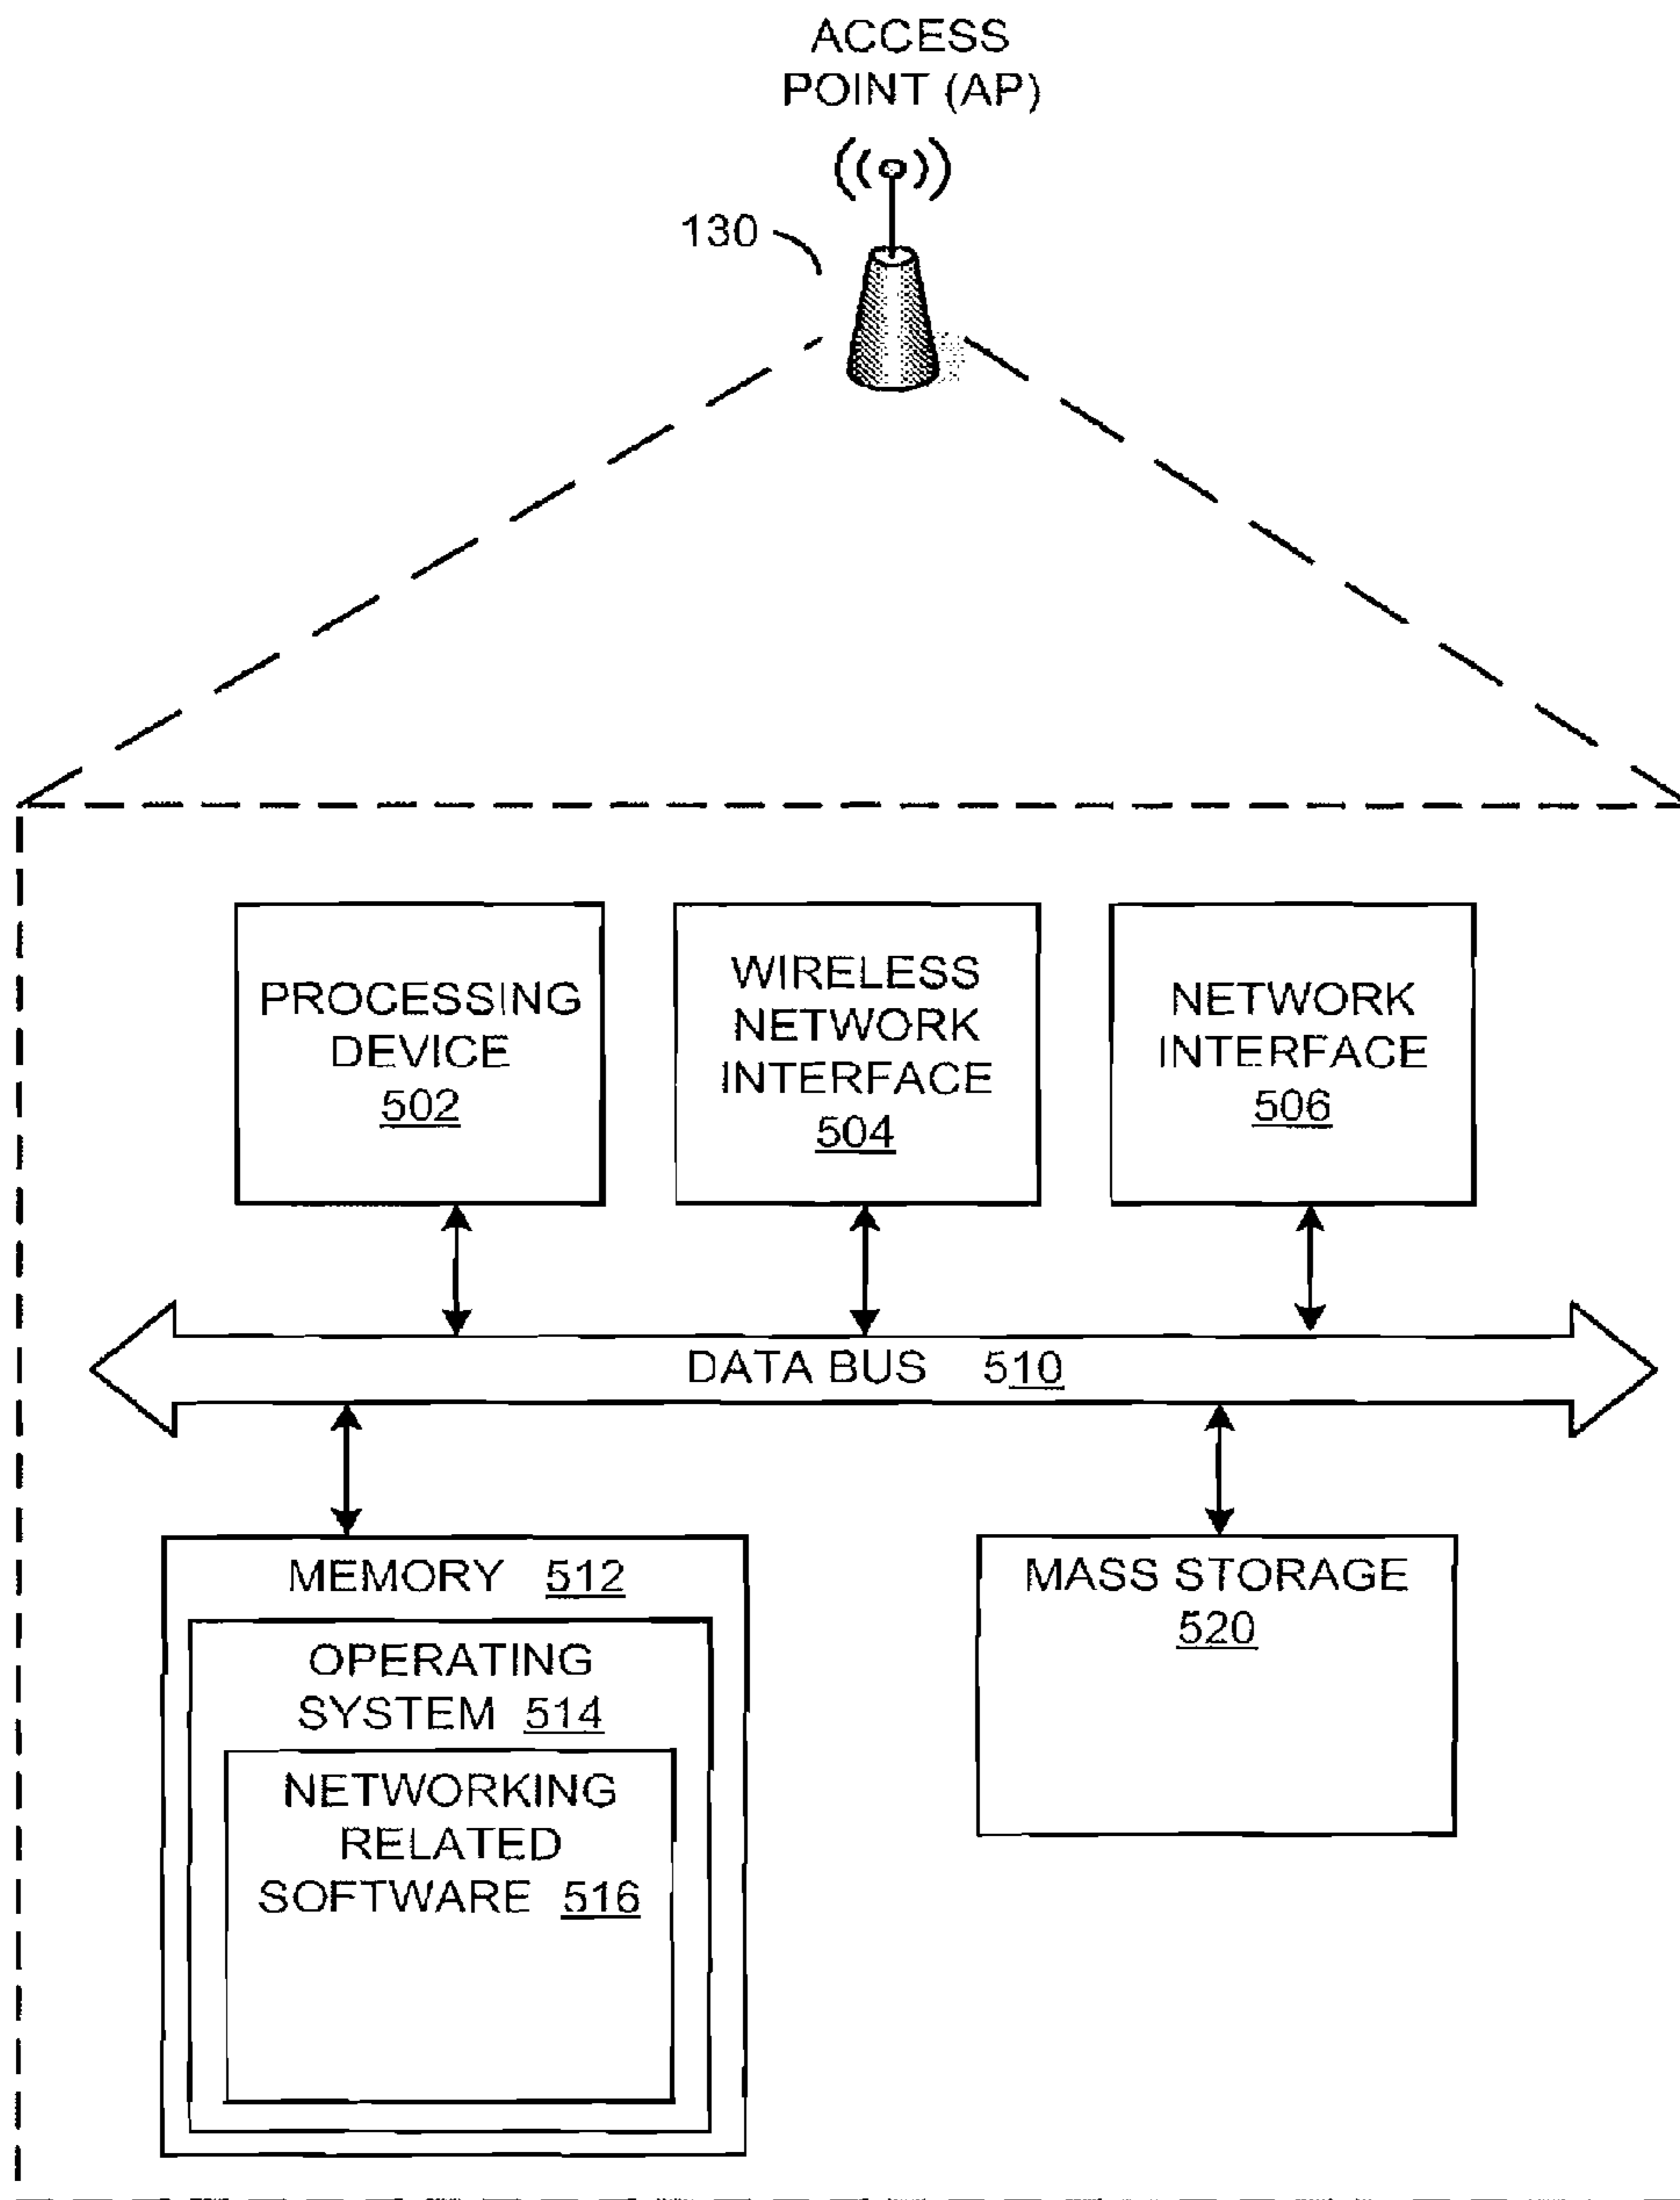 ACCESS
POINT (AP)
130
PROCESSING
DEVICE
502
WIRELESS
NETWORK
INTERFACE
504
NETWORK
INTERFACE
506
DATA BUS 510
MEMORY 512
OPERATING
SYSTEM 514
NETWORKING
RELATED
SOFTWARE 516
MASS STORAGE
520